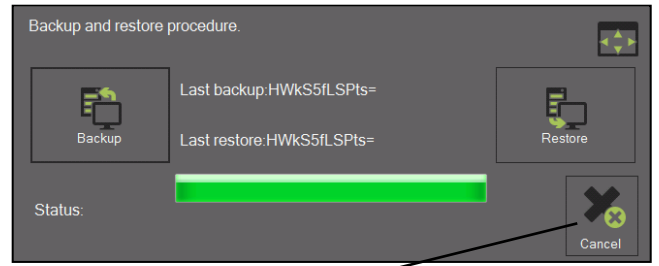 Backup and restore procedure.
Last backup:HWkS5fLSPts=
Backup
Last restore:HWkS5fLSPts=
Restore
Status:
Cancel